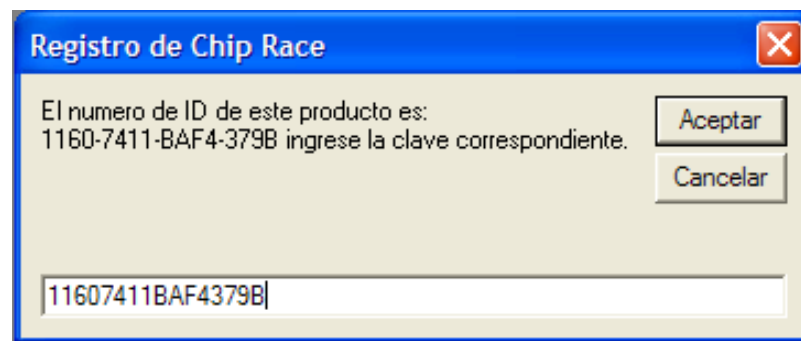 Registro de Chip Race
El numero de ID de este producto es:
1160-7411-BAF4-379B ingrese la clave correspondiente.
Aceptar
Cancelar
11607411BAF4379B